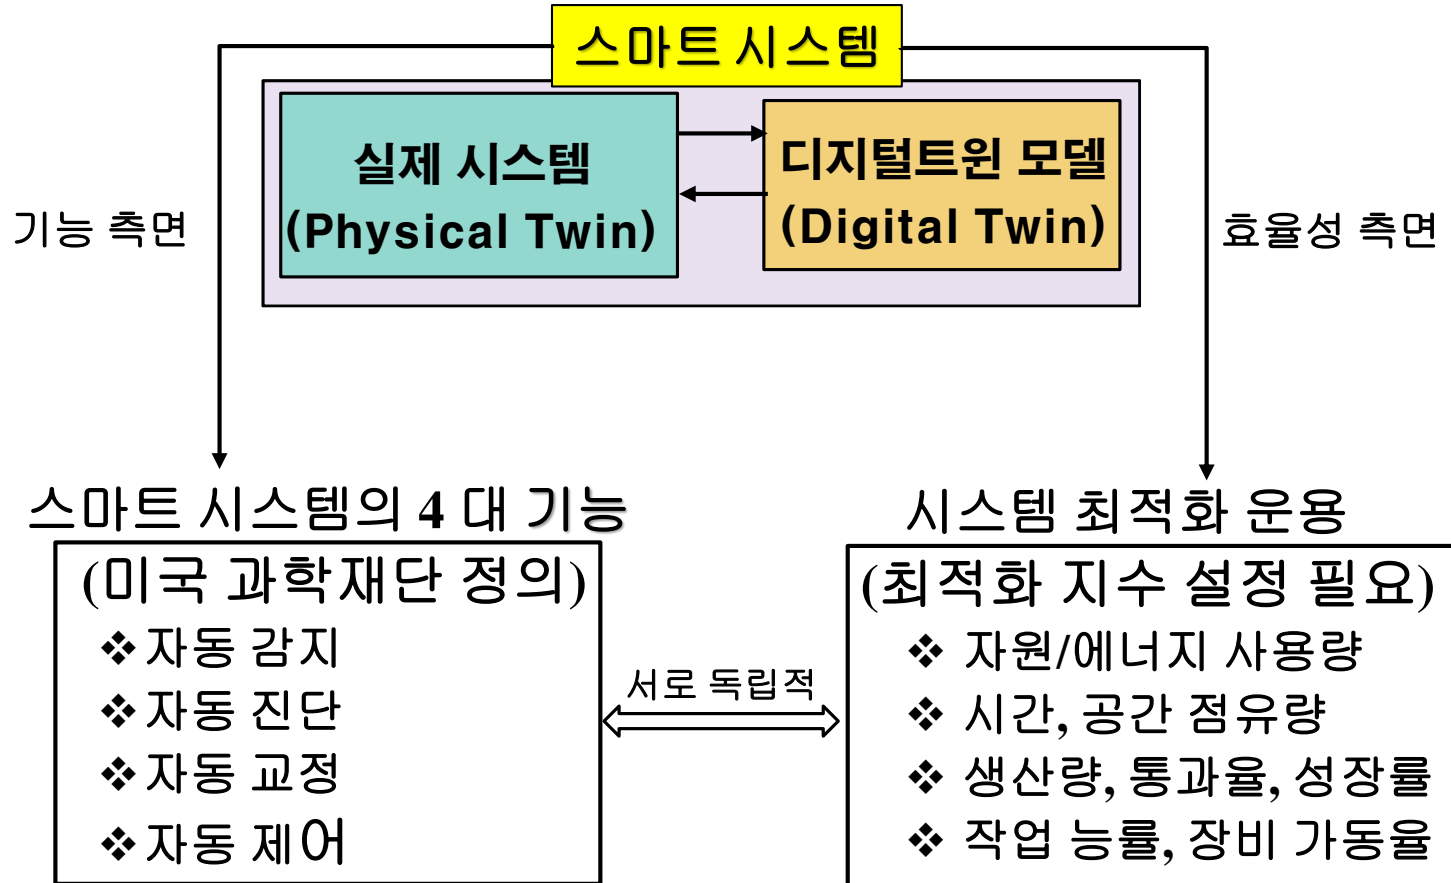 스마트 시스템
실제 시스템
(Physical Twin)
디지털트윈 모델
(Digital Twin)
기능 측면
효율성 측면
스마트 시스템의 4 대 기능
(미국 과학재단 정의)
❖ 자동 감지
❖ 자동 진단
❖ 자동 교정
❖ 자동 제어
서로 독립적
시스템 최적화 운용
(최적화 지수 설정 필요)
❖ 자원/에너지 사용량
❖ 시간, 공간 점유량
❖ 생산량, 통과율, 성장률
❖ 작업 능률, 장비 가동율